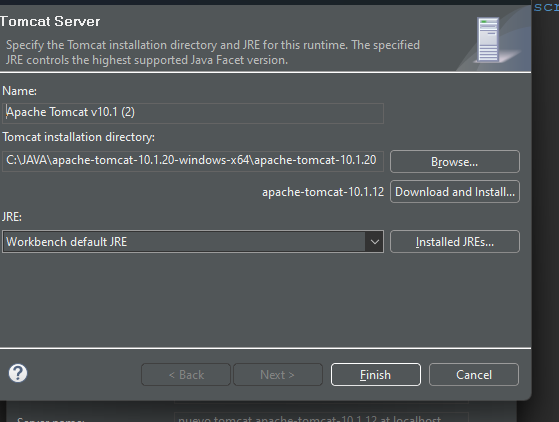 scr
Tomcat Server
Specify the Tomcat installation directory and JRE for this runtime. The specified
JRE controls the highest supported Java Facet version.
Name:
Apache Tomcat v10.1 (2)
Tomcat installation directory:
C:\JAVA\apache-tomcat-10.1.20-windows-x64\apache-tomcat-10.1.20
Browse...
apache-tomcat-10.1.12
Download and Install...
JRE:
Workbench default JRE
Installed JREs...
?
< Back
Next >
Finish
Cancel
Server name:
nuevo tomcat apache-tomcat-10.1.12 at localhost